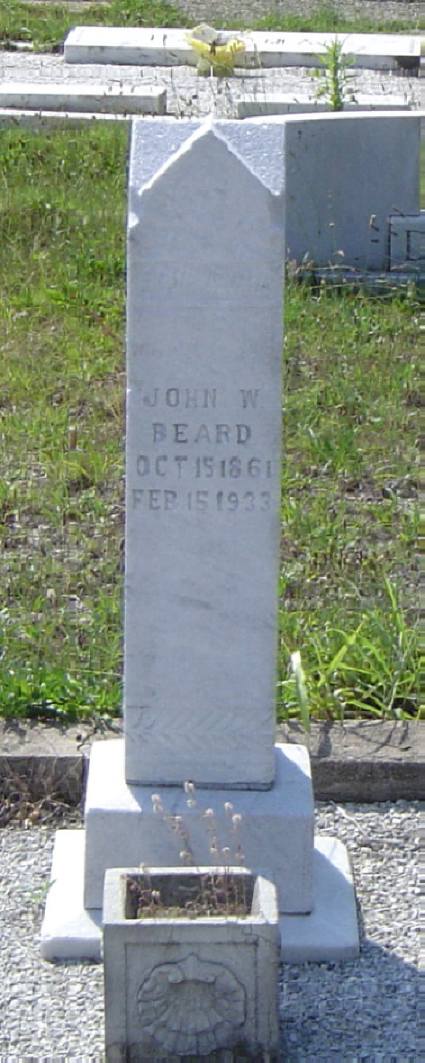 JOHN W
BEARD
OCT 15 1861
FEB 15 1933